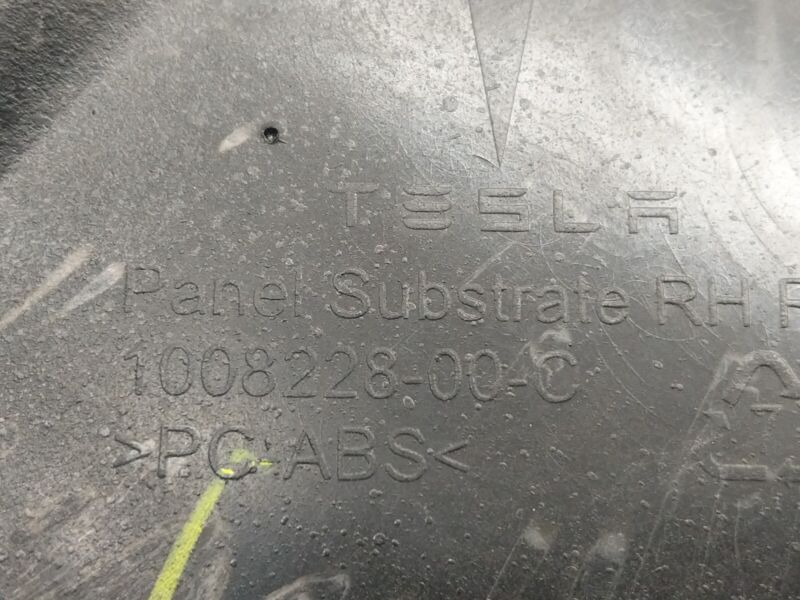 TESLA
Panel Substrate RH
1008228-00-C
>PC ABS<